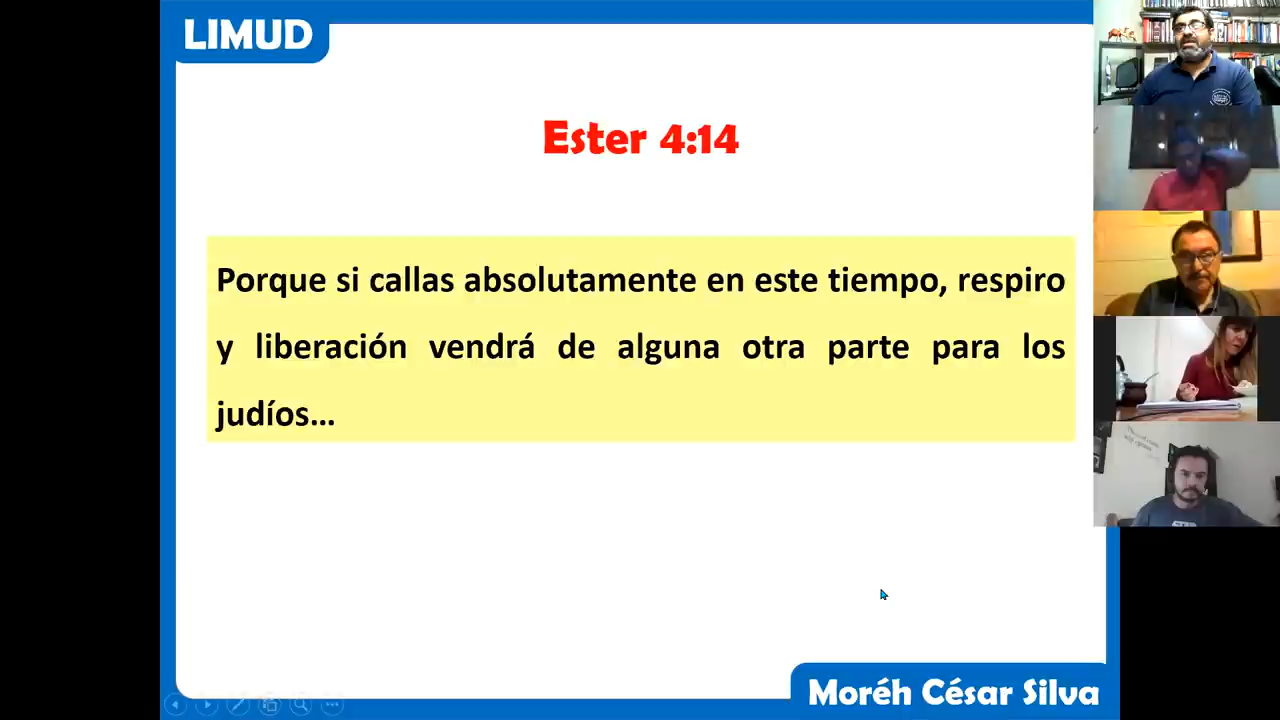 LIMUD
Ester 4:14
Porque si callas absolutamente en este tiempo, respiro
y liberación vendrá de alguna otra parte para los
judíos...
Moréh César Silva